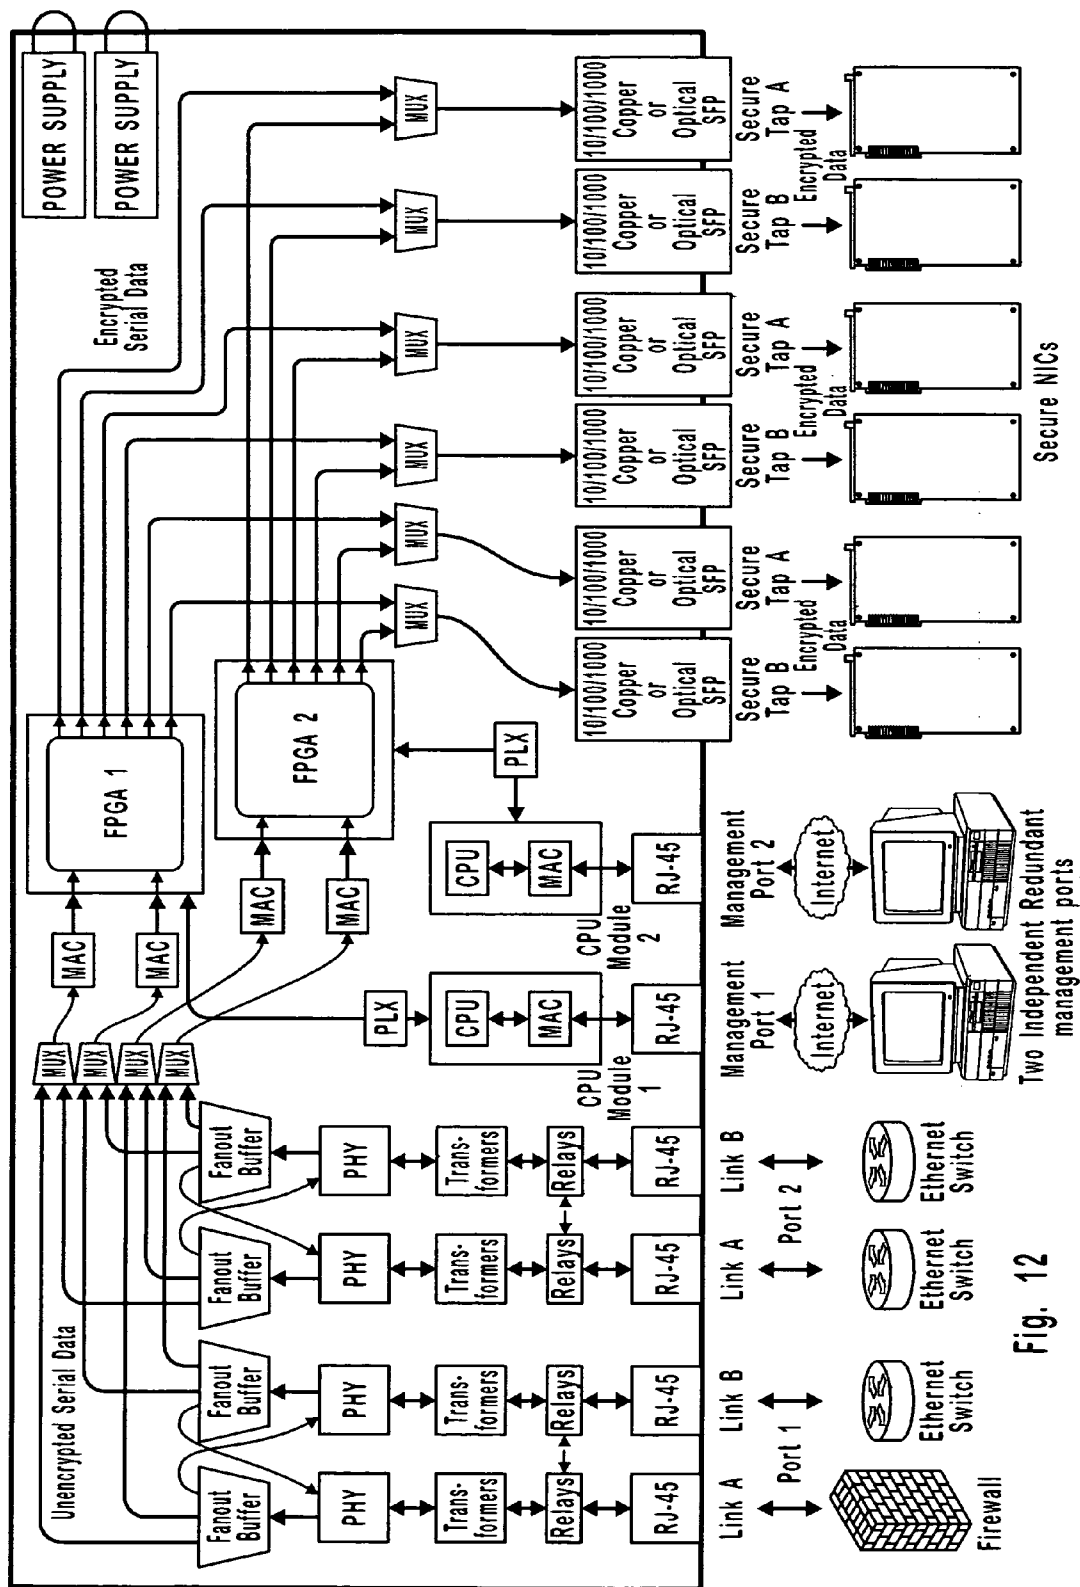 POWER SUPPLY
POWER SUPPLY
Unencrypted Serial Data
Encrypted
Serial Data
MUX
MUX
MUX
MUX
MAC
MAC
MAC
MAC
FPGA 1
FPGA 2
MUX
MUX
MUX
MUX
MUX
MUX
Fanout
Buffer
Fanout
Buffer
Fanout
Buffer
Fanout
Buffer
PHY
PHY
PHY
PHY
Trans-
formers
Trans-
formers
Trans-
formers
Trans-
formers
Relays
Relays
Relays
Relays
RJ-45
RJ-45
RJ-45
RJ-45
PLX
CPU
MAC
CPU
Module
1
RJ-45
PLX
CPU
MAC
CPU
Module
2
RJ-45
10/100/1000
Copper
or
Optical
SFP
10/100/1000
Copper
or
Optical
SFP
10/100/1000
Copper
or
Optical
SFP
10/100/1000
Copper
or
Optical
SFP
10/100/1000
Copper
or
Optical
SFP
10/100/1000
Copper
or
Optical
SFP
Link A
Link B
Port 1
Link A
Link B
Port 2
Management
Port 1
Management
Port 2
Internet
Internet
Secure
Tap B
Secure
Tap A
Encrypted
Data
Secure
Tap B
Secure
Tap A
Encrypted
Data
Secure
Tap B
Secure
Tap A
Encrypted
Data
Firewall
Ethernet
Switch
Ethernet
Switch
Ethernet
Switch
Two Independent Redundant
management ports
Secure NICs
Fig. 12